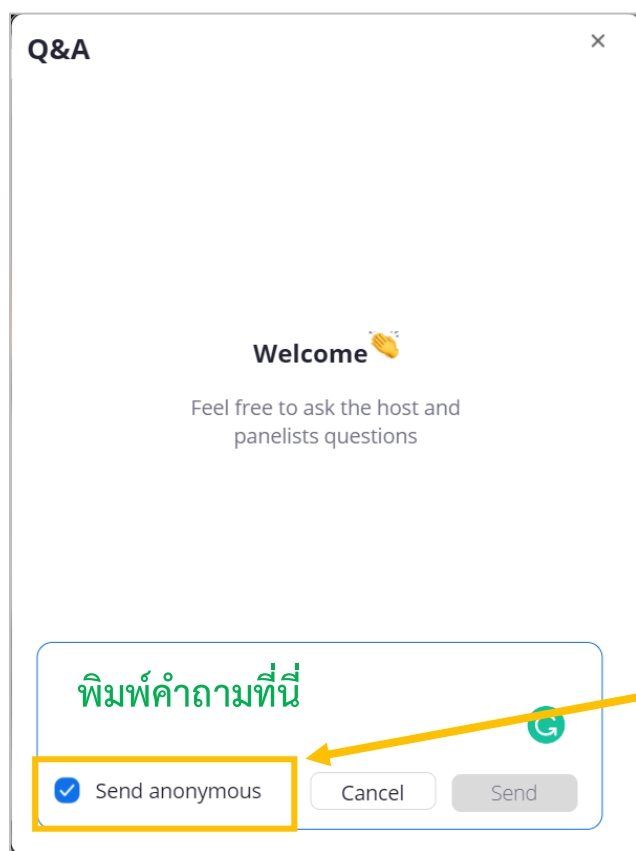 Q&A
Welcome
Feel free to ask the host and
panelists questions
พิมพ์คำถามที่นี่
Send anonymous
Cancel
Send